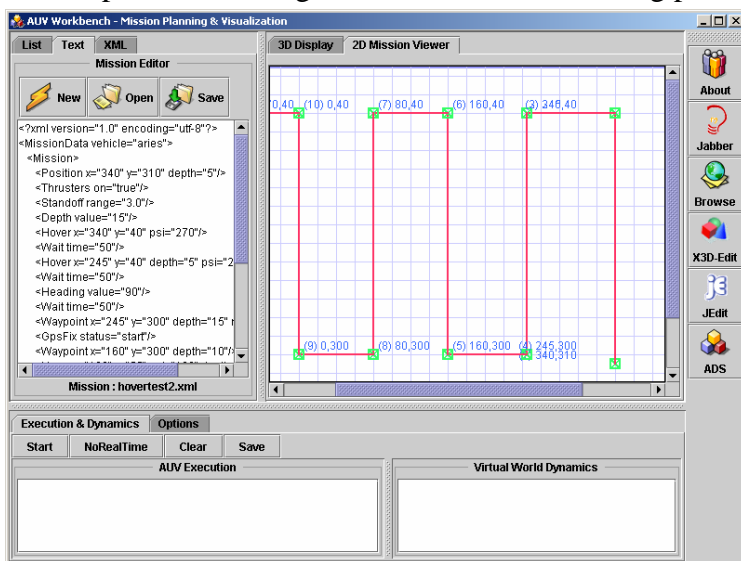 AUV Workbench - Mission Planning & Visualization
List Text XML
Mission Editor
New Open Save
<?xml version="1.0" encoding="utf-8"?>
<MissionData vehicle="aries">
<Mission>
<Position x="340" y="310" depth="5"/>
<Thrusters on="true"/>
<Standoff range="3.0"/>
<Depth value="15"/>
<Hover x="340" y="40" psi="270"/>
<Wait time="50"/>
<Hover x="245" y="40" depth="5" psi="2
<Wait time="50"/>
<Heading value="90"/>
<Wait time="50"/>
<Waypoint x="245" y="300" depth="15"
<GpsFix status="start"/>
<Waypoint x="160" y="300" depth="10"/>
Mission : hovertest2.xml
3D Display 2D Mission Viewer
0,40 (10) 0,40 (7) 80,40 (6) 160,40 (3)
(9) 0,300 (8) 80,300 (5) 160,300 (4) 245,300
340,310
About
Jabber
Browse
X3D-Edit
JEdit
ADS
Execution & Dynamics Options
Start NoRealTime Clear Save
AUV Execution Virtual World Dynamics